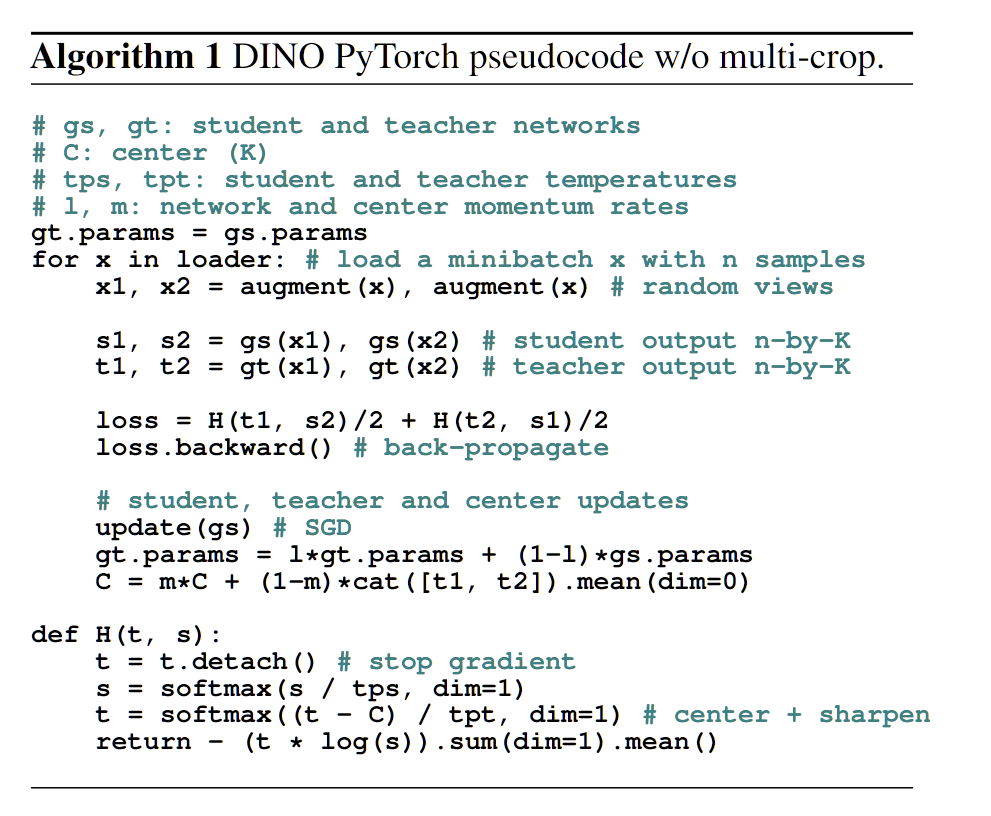 Algorithm 1 DINO PyTorch pseudocode w/o multi-crop.
# gs, gt: student and teacher networks
# C: center (K)
# tps, tpt: student and teacher temperatures
# l, m: network and center momentum rates
gt.params = gs.params
for x in loader: # load a minibatch x with n samples
    x1, x2 = augment(x), augment(x) # random views
    s1, s2 = gs(x1), gs(x2) # student output n-by-K
    t1, t2 = gt(x1), gt(x2) # teacher output n-by-K
    loss = H(t1, s2)/2 + H(t2, s1)/2
    loss.backward() # back-propagate
    # student, teacher and center updates
    update(gs) # SGD
    gt.params = l*gt.params + (1-l)*gs.params
    C = m*C + (1-m)*cat([t1, t2]).mean(dim=0)
def H(t, s):
    t = t.detach() # stop gradient
    s = softmax(s / tps, dim=1)
    t = softmax((t - C) / tpt, dim=1) # center + sharpen
    return - (t * log(s)).sum(dim=1).mean()